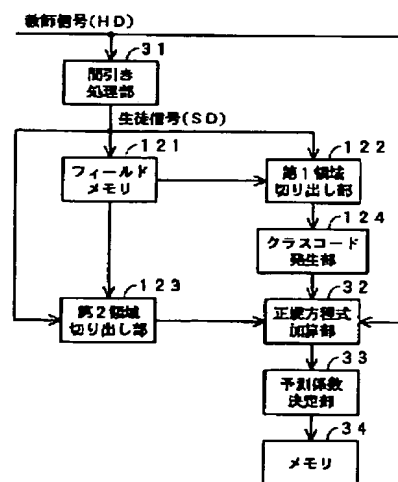 教師信号(HD)
31
間引き
処理部
生徒信号(SD)
121
フィールド
メモリ
122
第1領域
切り出し部
124
クラスコード
発生部
123
第2領域
切り出し部
32
正規方程式
加算部
33
予測係数
決定部
34
メモリ